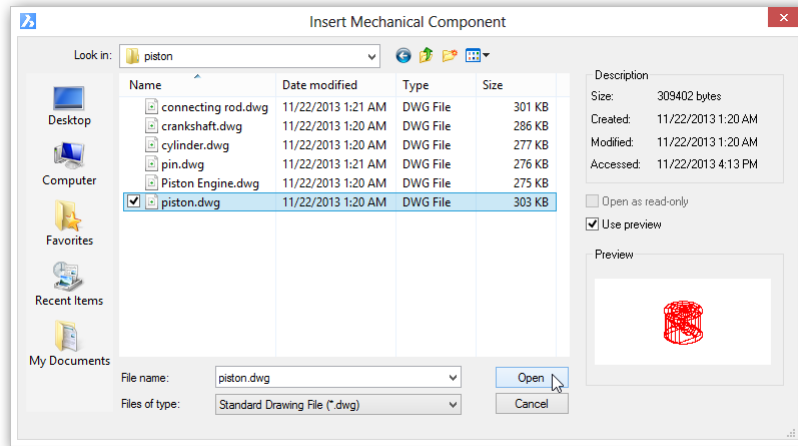 Insert Mechanical Component
Look in: piston
Name Date modified Type Size
connecting rod.dwg 11/22/2013 1:21 AM DWG File 301 KB
crankshaft.dwg 11/22/2013 1:20 AM DWG File 286 KB
cylinder.dwg 11/22/2013 1:20 AM DWG File 277 KB
pin.dwg 11/22/2013 1:21 AM DWG File 276 KB
Piston Engine.dwg 11/22/2013 1:20 AM DWG File 275 KB
piston.dwg 11/22/2013 1:20 AM DWG File 303 KB
Desktop
Computer
Favorites
Recent Items
My Documents
File name: piston.dwg Open
Files of type: Standard Drawing File (*.dwg) Cancel
Description
Size: 309402 bytes
Created: 11/22/2013 1:20 AM
Modified: 11/22/2013 1:20 AM
Accessed: 11/22/2013 4:13 PM
Open as read-only
Use preview
Preview